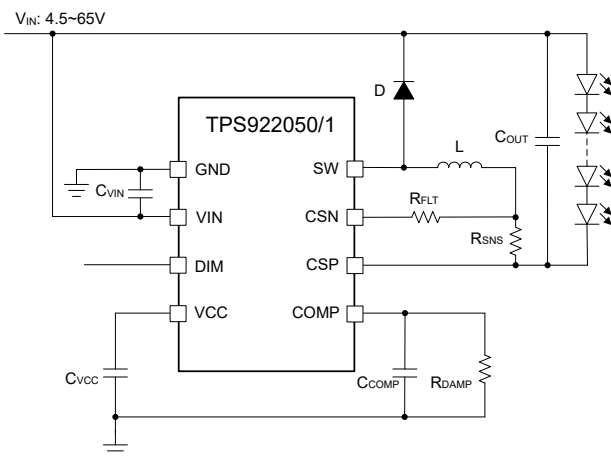 VIN: 4.5~65V
D
TPS922050/1
L
COUT
GND
SW
CVIN
RFLT
VIN
CSN
RSNS
DIM
CSP
VCC
COMP
CVCC
CCOMP
RDAMP